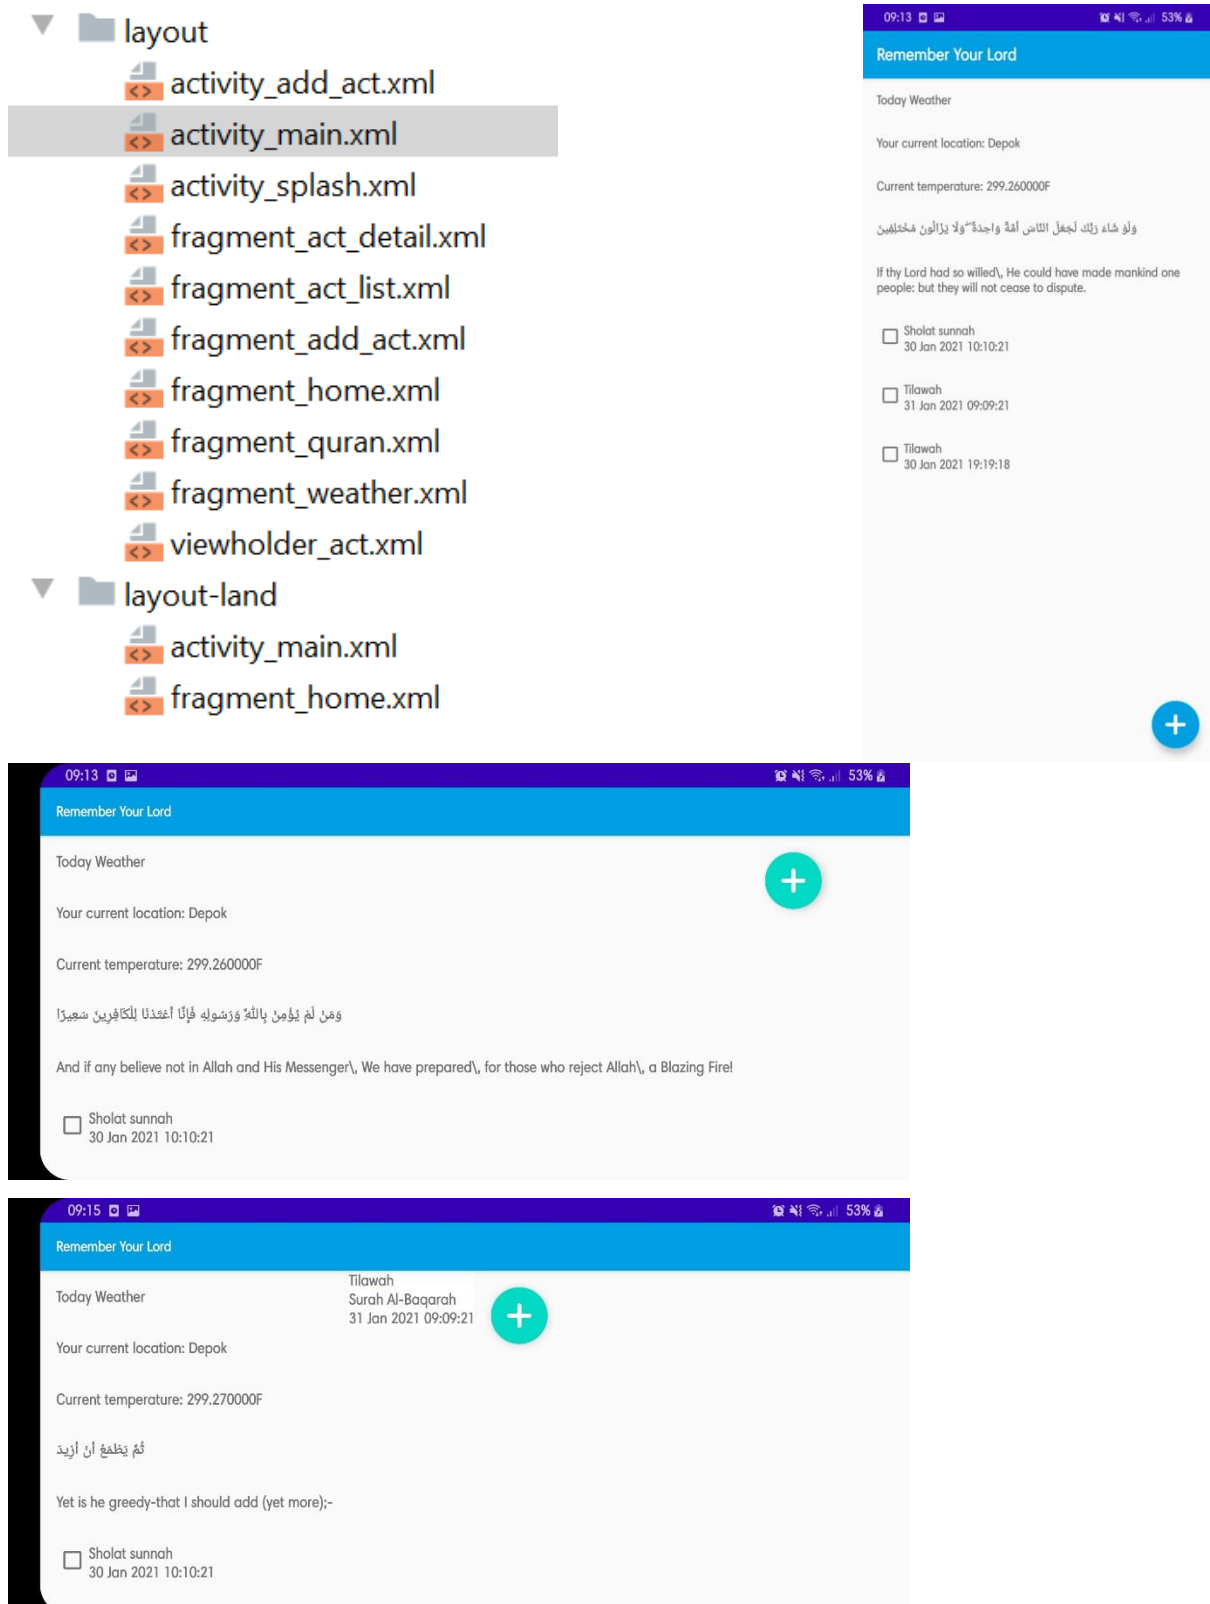 layout
activity_add_act.xml
activity_main.xml
activity_splash.xml
fragment_act_detail.xml
fragment_act_list.xml
fragment_add_act.xml
fragment_home.xml
fragment_quran.xml
fragment_weather.xml
viewholder_act.xml
layout-land
activity_main.xml
fragment_home.xml
09:13 53%
Remember Your Lord
Today Weather
Your current location: Depok
Current temperature: 299.260000F
وَلَوْ شَاءَ رَبُّكَ لَجَعَلَ النَّاسَ أُمَّةً وَاحِدَةً ۖ وَلَا يَزَالُونَ مُخْتَلِفِينَ
If thy Lord had so willed\, He could have made mankind one
people: but they will not cease to dispute.
Sholat sunnah
30 Jan 2021 10:10:21
Tilawah
31 Jan 2021 09:09:21
Tilawah
30 Jan 2021 19:19:18
09:13 53%
Remember Your Lord
Today Weather
Your current location: Depok
Current temperature: 299.260000F
وَمَنْ لَمْ يُؤْمِنْ بِاللَّهِ وَرَسُولِهِ فَإِنَّا أَعْتَدْنَا لِلْكَافِرِينَ سَعِيرًا
And if any believe not in Allah and His Messenger\, We have prepared\, for those who reject Allah\, a Blazing Fire!
Sholat sunnah
30 Jan 2021 10:10:21
09:15 53%
Remember Your Lord
Today Weather
Your current location: Depok
Current temperature: 299.270000F
ثُمَّ يَطْمَعُ أَنْ أَزِيدَ
Yet is he greedy-that I should add (yet more);-
Sholat sunnah
30 Jan 2021 10:10:21
Tilawah
Surah Al-Baqarah
31 Jan 2021 09:09:21